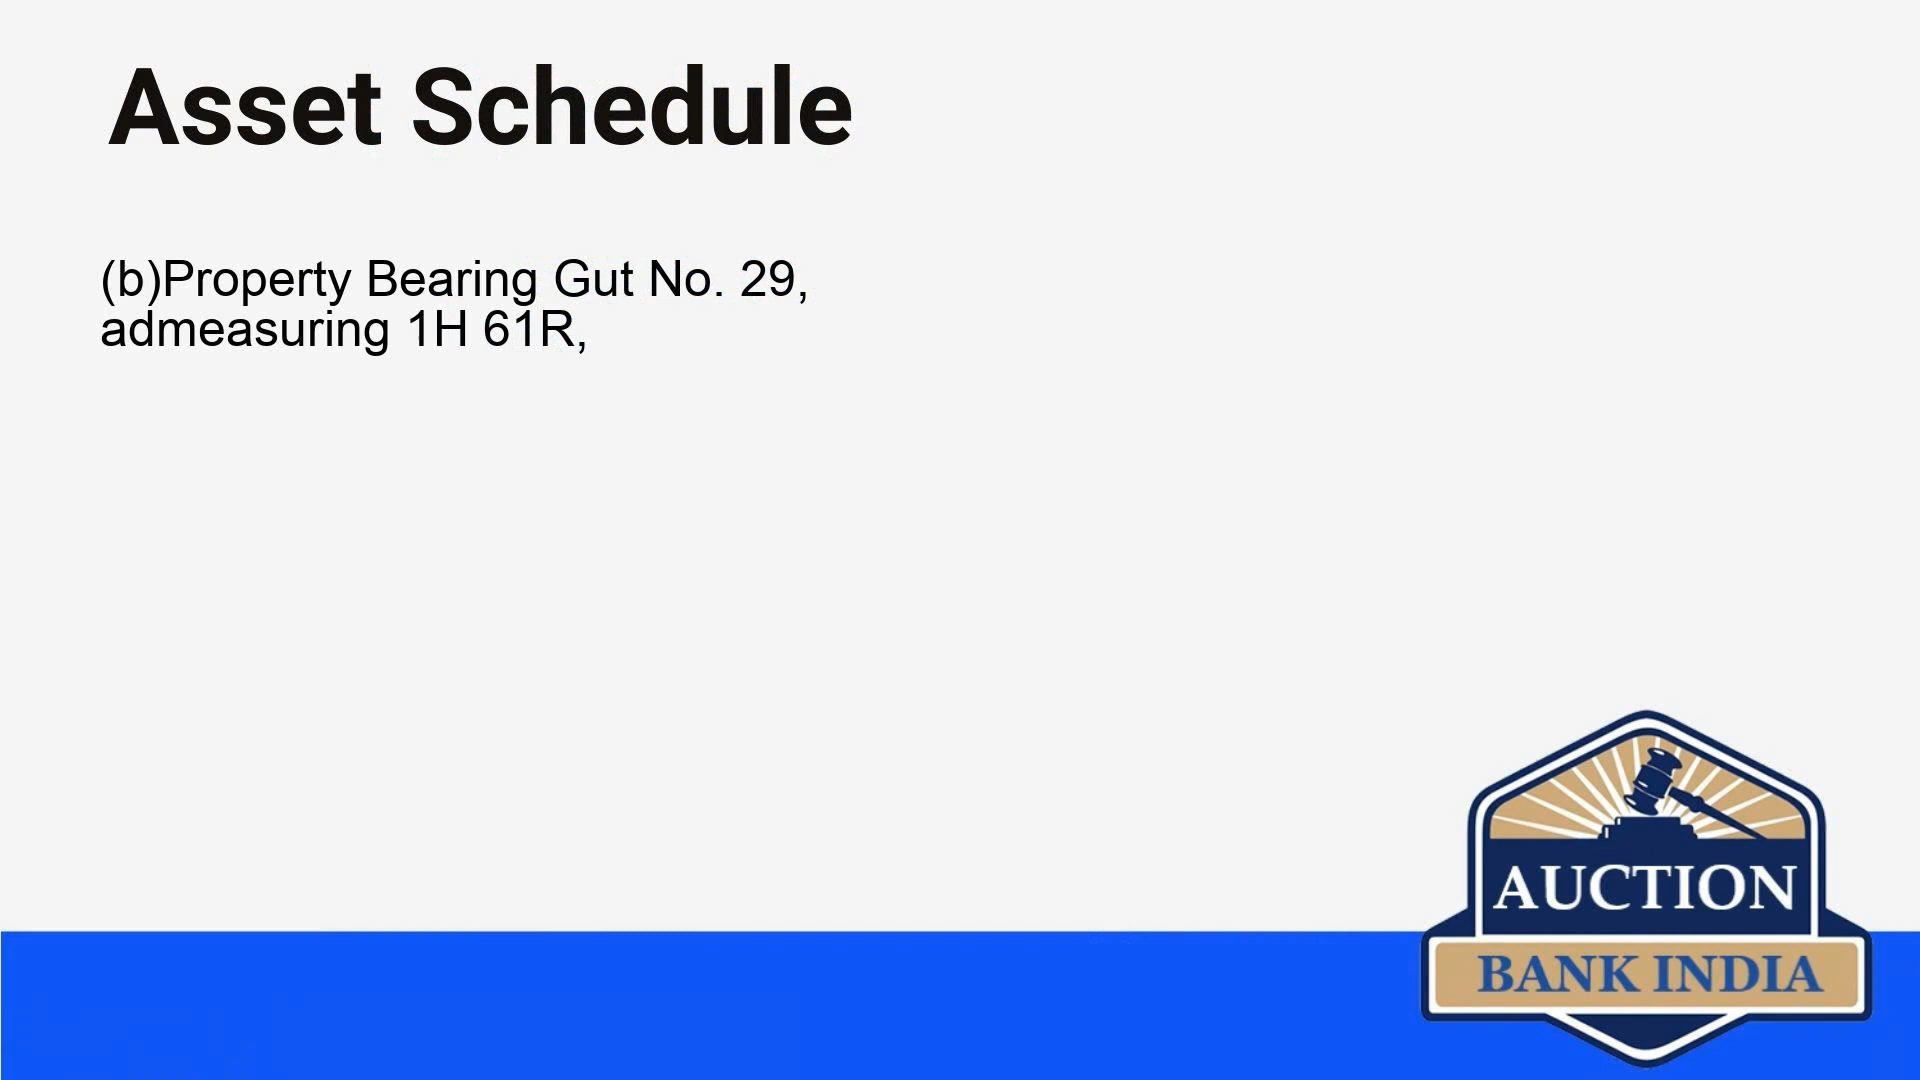 Asset Schedule
(b)Property Bearing Gut No. 29,
admeasuring 1H 61R,
AUCTION
BANK INDIA